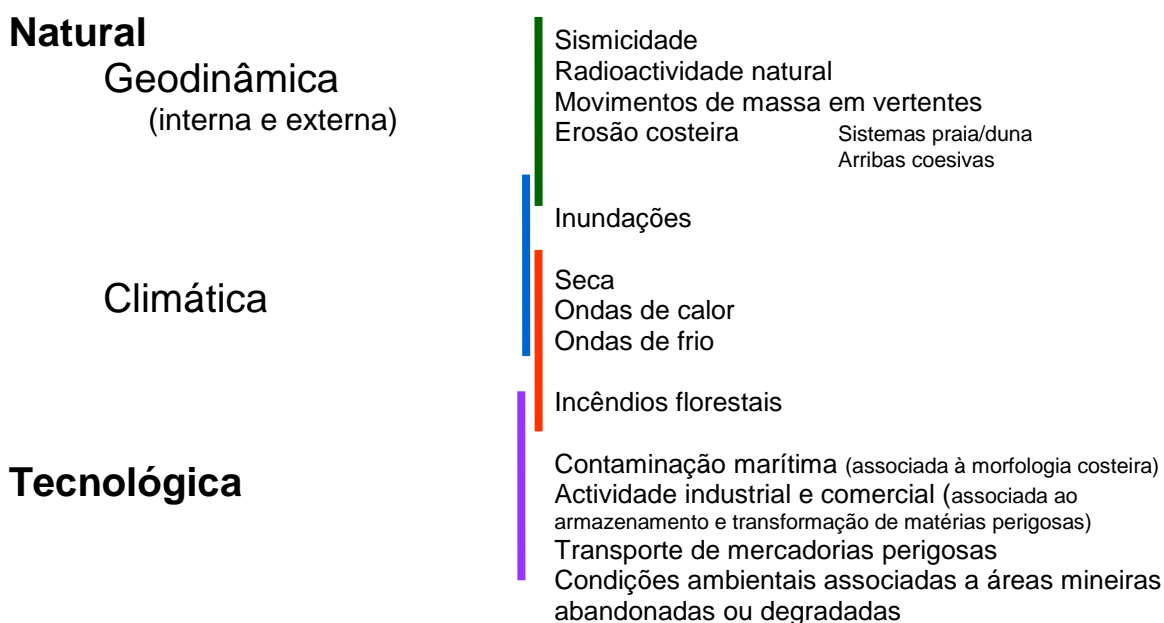 Natural
Geodinâmica
(interna e externa)
Sismicidade
Radioactividade natural
Movimentos de massa em vertentes
Erosão costeira Sistemas praia/duna
Arribas coesivas
Inundações
Climática
Seca
Ondas de calor
Ondas de frio
Incêndios florestais
Tecnológica
Contaminação marítima (associada à morfologia costeira)
Actividade industrial e comercial (associada ao
armazenamento e transformação de matérias perigosas)
Transporte de mercadorias perigosas
Condições ambientais associadas a áreas mineiras
abandonadas ou degradadas